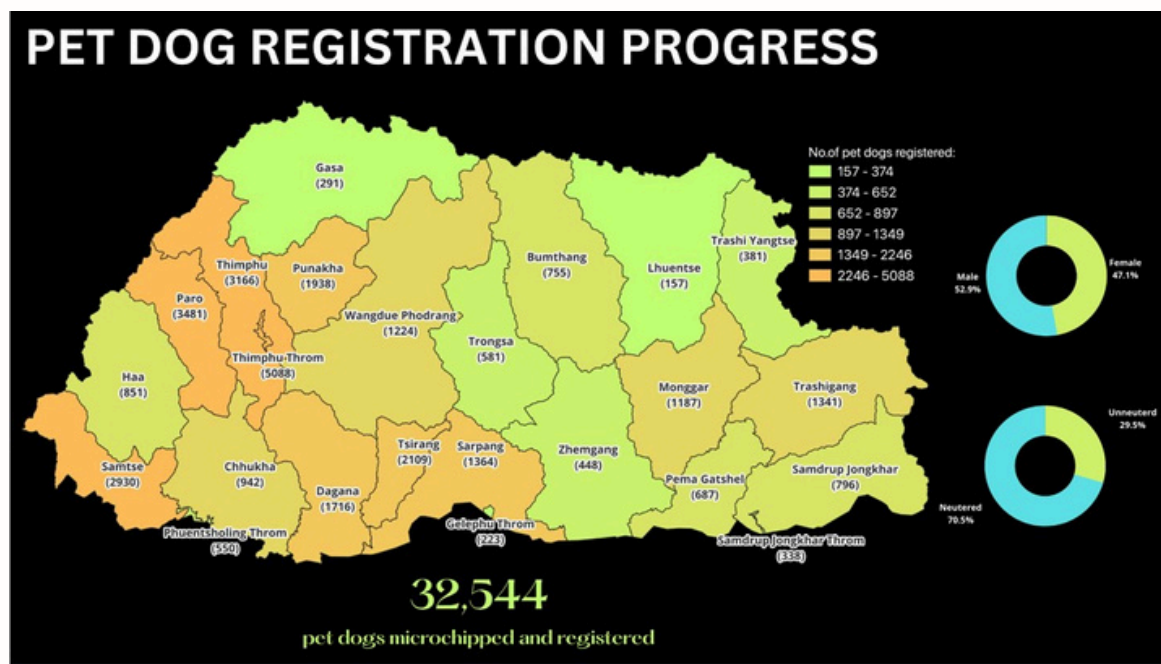 PET DOG REGISTRATION PROGRESS
Gasa
(291)
No.of pet dogs registered:
157 - 374
374 - 652
652 - 897
897 - 1349
1349 - 2246
2246 - 5088
Trashi Yangtse
(381)
Bumthang
(755)
Lhuentse
(157)
Thimphu
(3166)
Punakha
(1938)
Paro
(3481)
Wangdue Phodrang
(1224)
Trongsa
(581)
Thimphu Throm
(5088)
Haa
(851)
Monggar
(1187)
Trashigang
(1341)
Samtse
(2930)
Chhukha
(942)
Dagana
(1716)
Tsirang
(2109)
Sarpang
(1364)
Zhemgang
(448)
Pema Gatshel
(687)
Samdrup Jongkhar
(796)
Phuentsholing Throm
(550)
Gelephu Throm
(223)
Samdrup Jongkhar Throm
(338)
Female
47.1%
Male
52.9%
Unneuterd
29.5%
Neutered
70.5%
32,544
pet dogs microchipped and registered